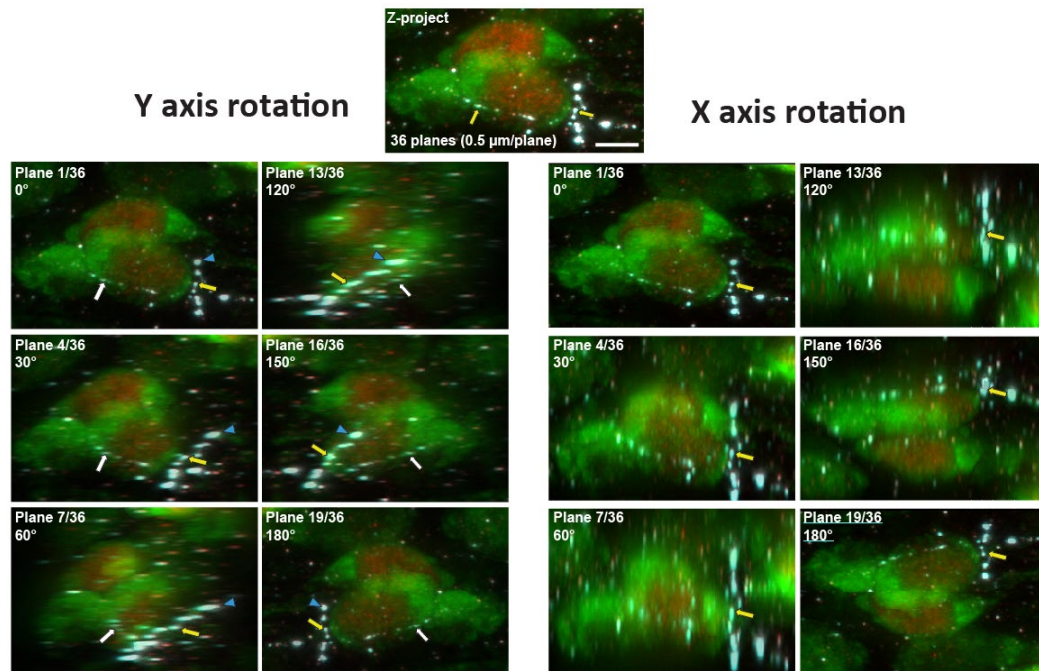 Z-project
36 planes (0.5 µm/plane)
Y axis rotation
X axis rotation
Plane 1/36
0°
Plane 13/36
120°
Plane 4/36
30°
Plane 16/36
150°
Plane 7/36
60°
Plane 19/36
180°
Plane 1/36
0°
Plane 13/36
120°
Plane 4/36
30°
Plane 16/36
150°
Plane 7/36
60°
Plane 19/36
180°